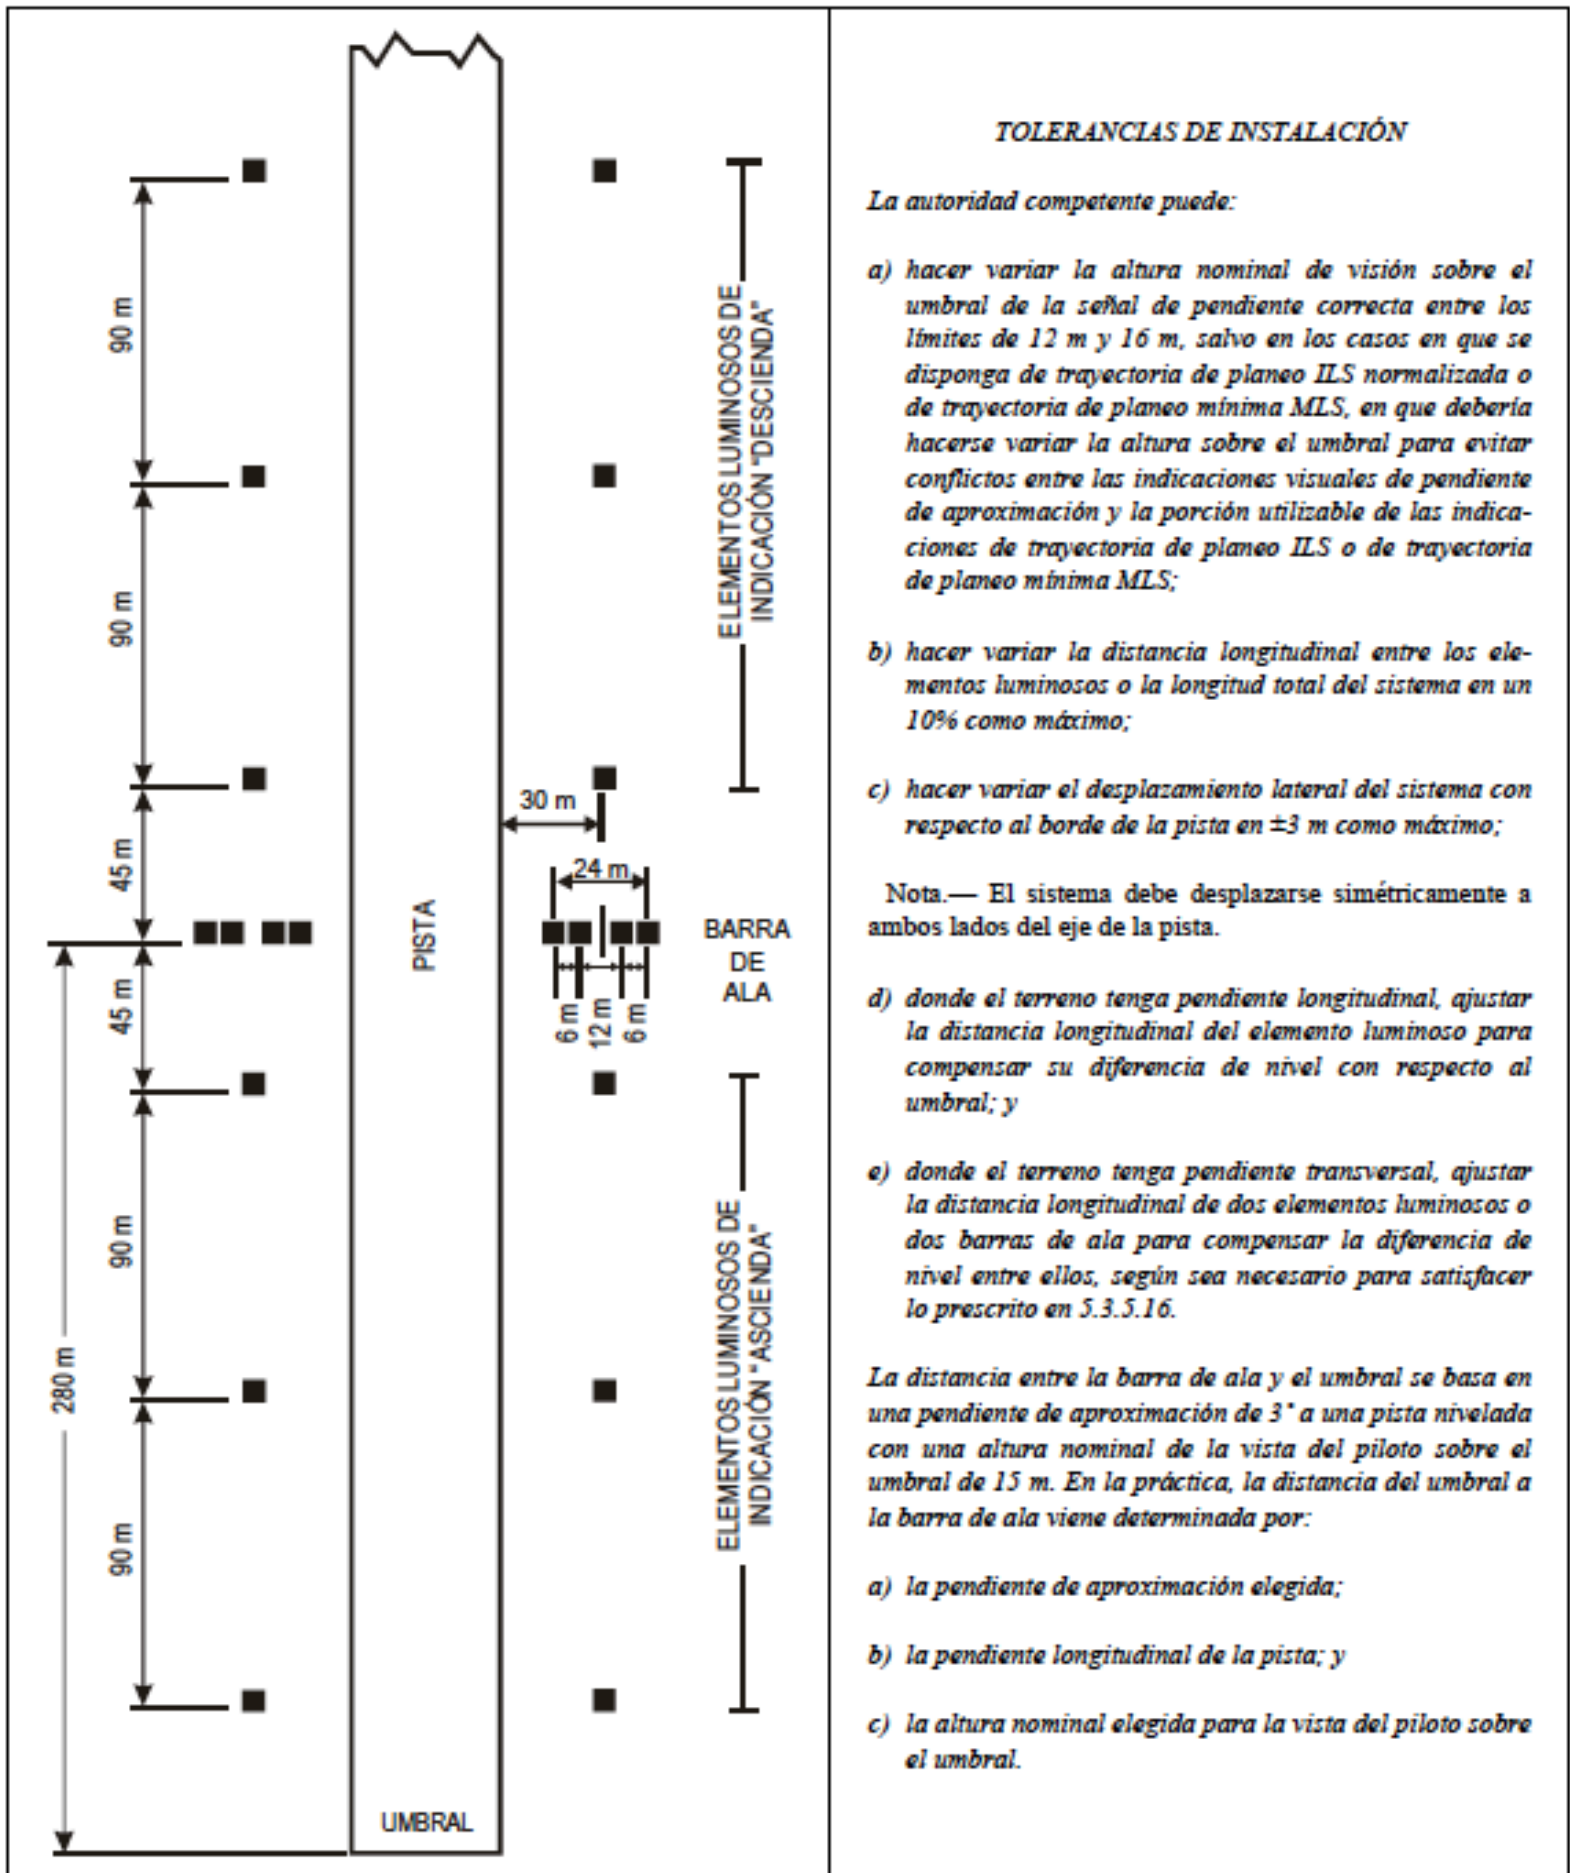 90 m
90 m
45 m
45 m
90 m
90 m
280 m
PISTA
UMBRAL
30 m
24 m
6 m
12 m
6 m
ELEMENTOS LUMINOSOS DE
INDICACIÓN "DESCIENDA"
BARRA
DE
ALA
ELEMENTOS LUMINOSOS DE
INDICACIÓN "ASCIENDA"
TOLERANCIAS DE INSTALACIÓN
La autoridad competente puede:
a) hacer variar la altura nominal de visión sobre el
umbral de la señal de pendiente correcta entre los
límites de 12 m y 16 m, salvo en los casos en que se
disponga de trayectoria de planeo ILS normalizada o
de trayectoria de planeo mínima MLS, en que debería
hacerse variar la altura sobre el umbral para evitar
conflictos entre las indicaciones visuales de pendiente
de aproximación y la porción utilizable de las indica-
ciones de trayectoria de planeo ILS o de trayectoria
de planeo mínima MLS;
b) hacer variar la distancia longitudinal entre los ele-
mentos luminosos o la longitud total del sistema en un
10% como máximo;
c) hacer variar el desplazamiento lateral del sistema con
respecto al borde de la pista en ±3 m como máximo;
Nota.— El sistema debe desplazarse simétricamente a
ambos lados del eje de la pista.
d) donde el terreno tenga pendiente longitudinal, ajustar
la distancia longitudinal del elemento luminoso para
compensar su diferencia de nivel con respecto al
umbral; y
e) donde el terreno tenga pendiente transversal, ajustar
la distancia longitudinal de dos elementos luminosos o
dos barras de ala para compensar la diferencia de
nivel entre ellos, según sea necesario para satisfacer
lo prescrito en 5.3.5.16.
La distancia entre la barra de ala y el umbral se basa en
una pendiente de aproximación de 3° a una pista nivelada
con una altura nominal de la vista del piloto sobre el
umbral de 15 m. En la práctica, la distancia del umbral a
la barra de ala viene determinada por:
a) la pendiente de aproximación elegida;
b) la pendiente longitudinal de la pista; y
c) la altura nominal elegida para la vista del piloto sobre
el umbral.